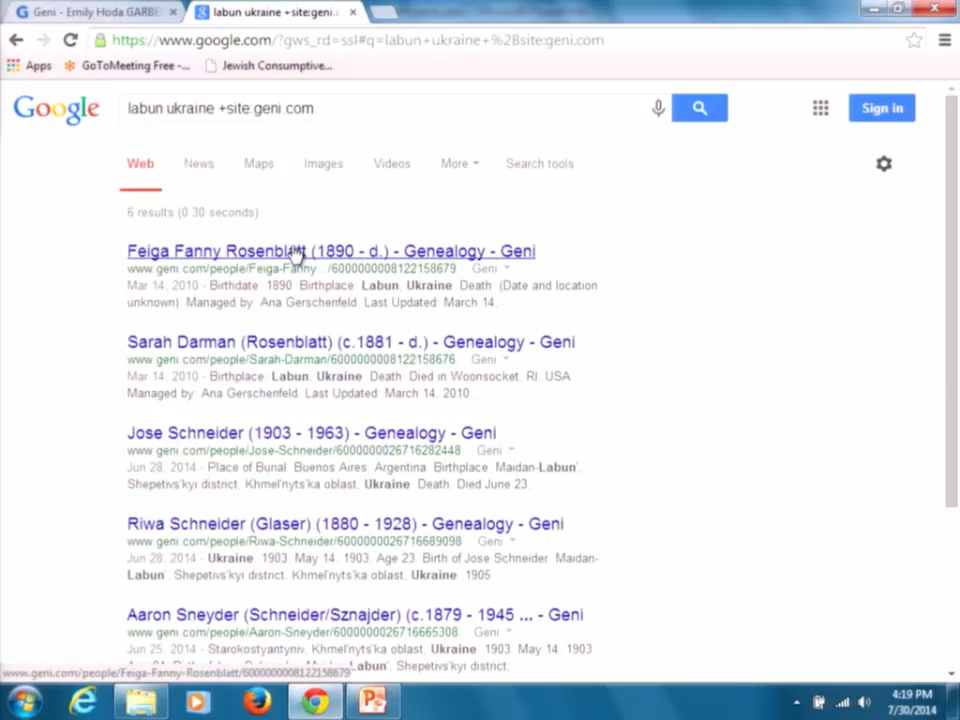 Geni - Emily Hoda GARBE
labun ukraine +site:geni.c
https://www.google.com/?gws_rd=ssl#q=labun+ukraine+%2Bsite:geni.com
Apps GoToMeeting Free -... Jewish Consumptive...
Google labun ukraine +site:geni.com Sign in
Web News Maps Images Videos More Search tools
6 results (0 30 seconds)
Feiga Fanny Rosenblatt (1890 - d.) - Genealogy - Geni
www.geni.com/people/Feiga-Fanny.../6000000008122158679 Geni
Mar 14, 2010 - Birthdate 1890 Birthplace Labun, Ukraine Death (Date and location
unknown) Managed by Ana Gerschenfeld. Last Updated March 14,
Sarah Darman (Rosenblatt) (c.1881 - d.) - Genealogy - Geni
www.geni.com/people/Sarah-Darman/6000000008122158676 Geni
Mar 14, 2010 - Birthplace Labun, Ukraine Death Died in Woonsocket, RI, USA
Managed by Ana Gerschenfeld. Last Updated March 14, 2010
Jose Schneider (1903 - 1963) - Genealogy - Geni
www.geni.com/people/Jose-Schneider/6000000026716282448 Geni
Jun 28, 2014 - Place of Burial Buenos Aires, Argentina Birthplace Maidan-Labun',
Shepetivs'kyi district, Khmel'nyts'ka oblast, Ukraine Death Died June 23,
Riwa Schneider (Glaser) (1880 - 1928) - Genealogy - Geni
www.geni.com/people/Riwa-Schneider/6000000026716689098 Geni
Jun 28, 2014 - Ukraine 1903 May 14, 1903 Age 23 Birth of Jose Schneider Maidan-
Labun', Shepetivs'kyi district, Khmel'nyts'ka oblast, Ukraine 1905
Aaron Sneyder (Schneider/Sznajder) (c.1879 - 1945 ... - Geni
www.geni.com/people/Aaron-Sneyder/6000000026716665308 Geni
Jun 25, 2014 - Starokostyantyniv, Khmel'nyts'ka oblast, Ukraine 1903 May 14, 1903
Labun', Shepetivs'kyi district,
www.geni.com/people/Feiga-Fanny-Rosenblatt/6000000008122158679
4:19 PM
7/30/2014